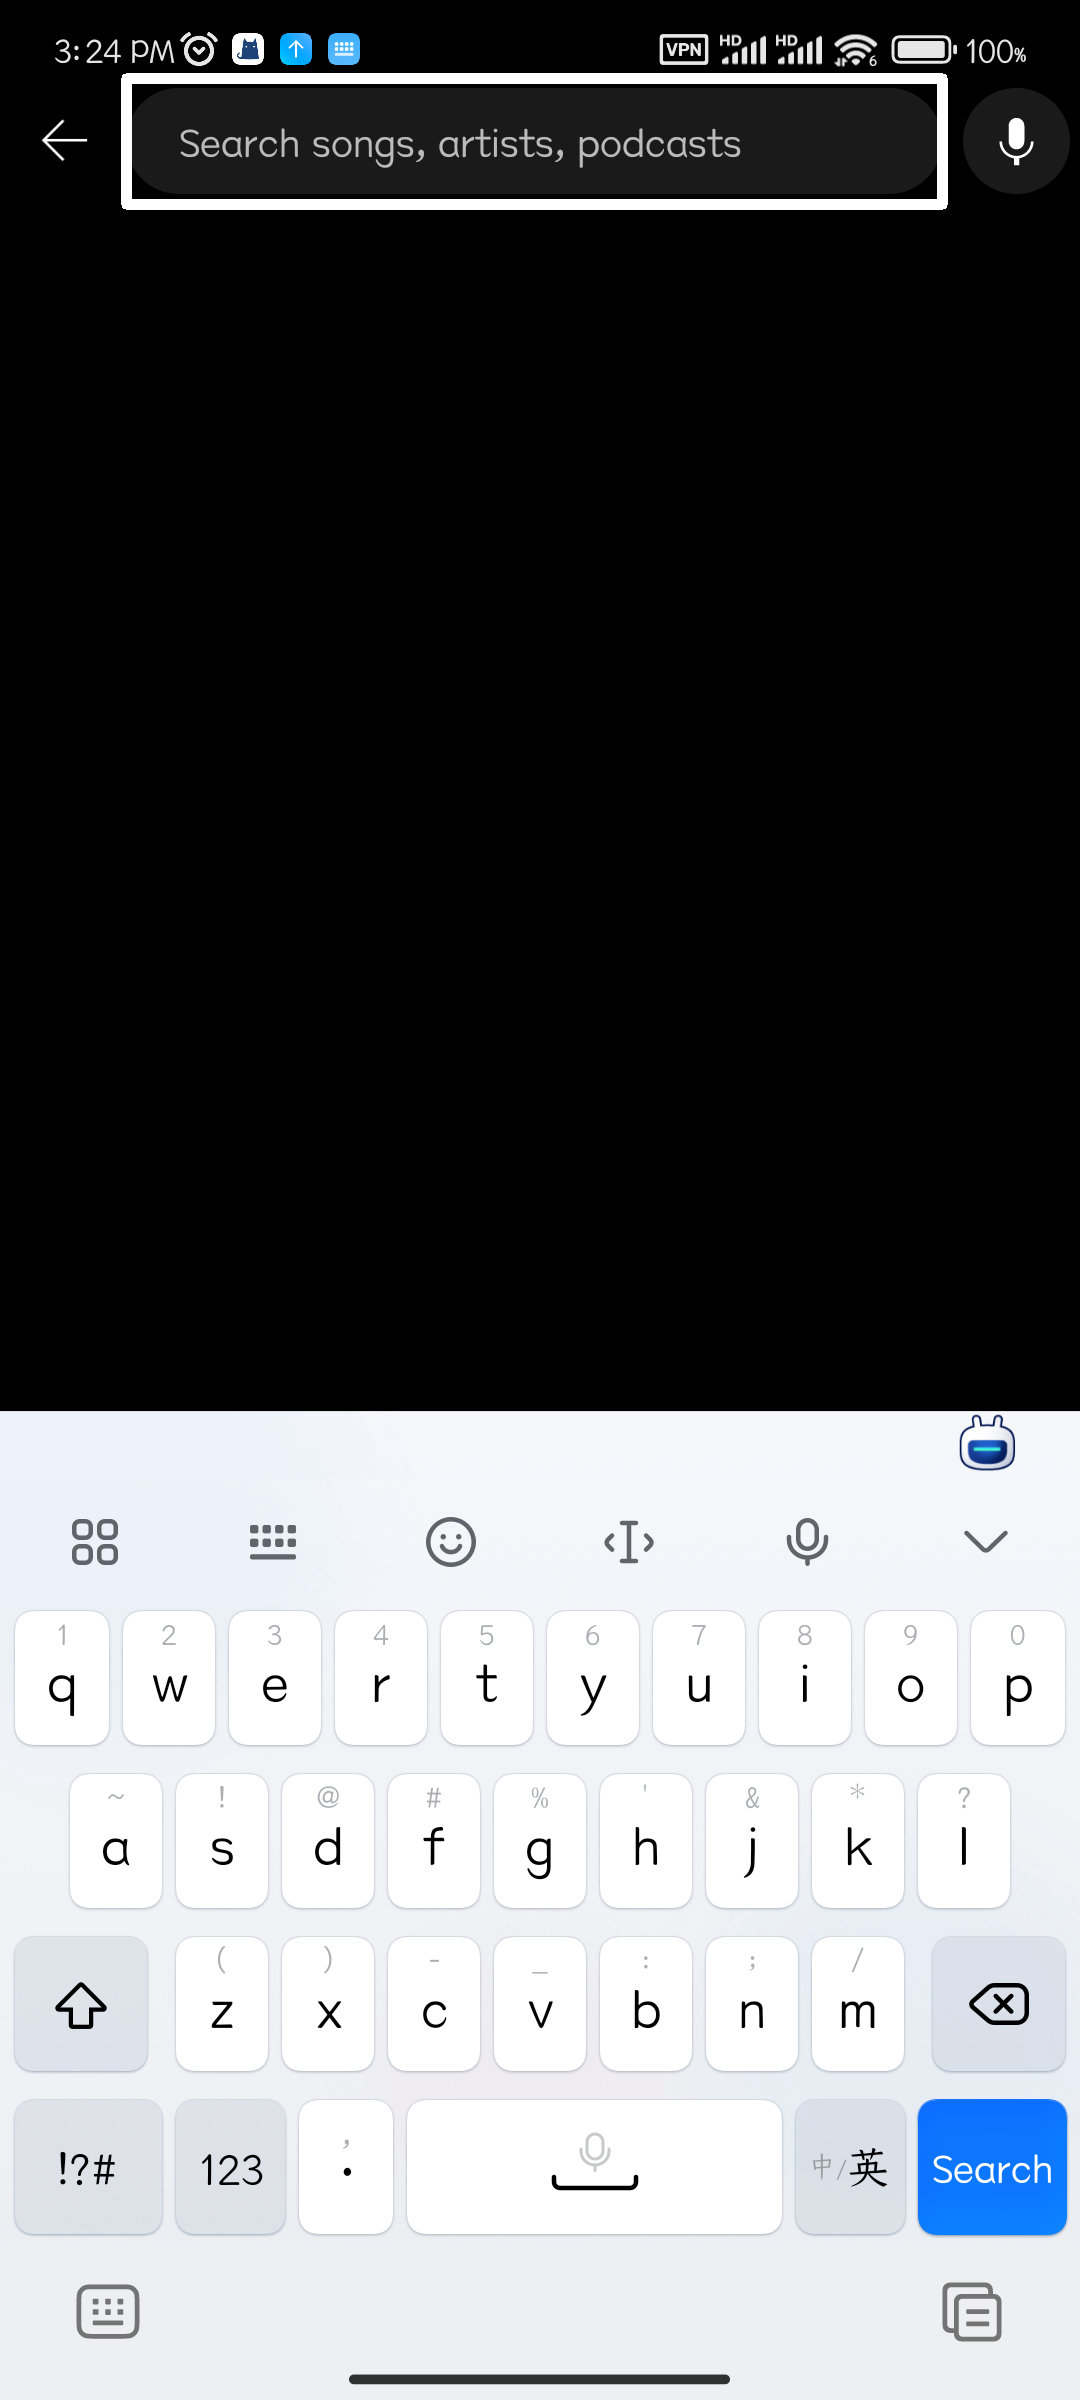 3:24 PM VPN HD HD 6 100%
Search songs, artists, podcasts
1 2 3 4 5 6 7 8 9 0
q w e r t y u i o p
~ ! @ # % ' & * ?
a s d f g h j k l
( ) - _ : ; /
z x c v b n m
!?# 123 , . 中/英 Search